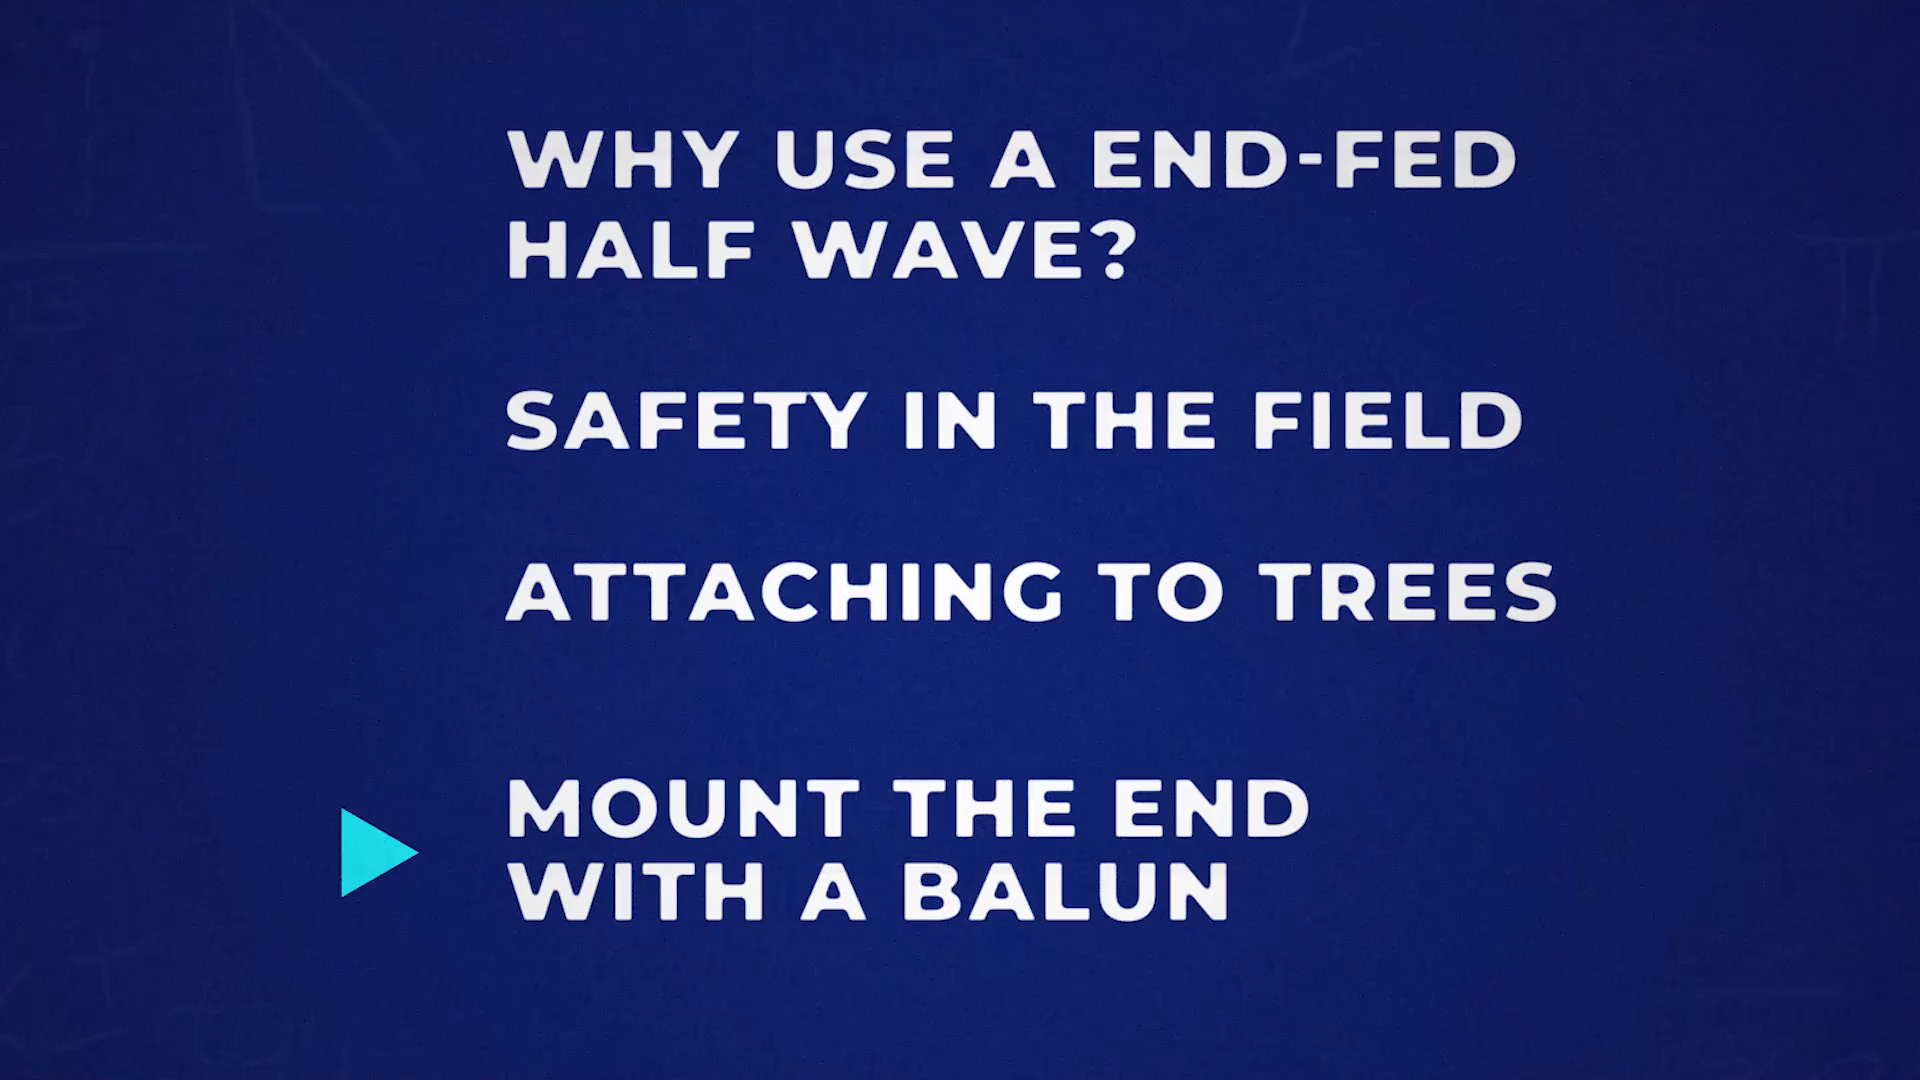 WHY USE A END-FED
HALF WAVE?
SAFETY IN THE FIELD
ATTACHING TO TREES
MOUNT THE END
WITH A BALUN